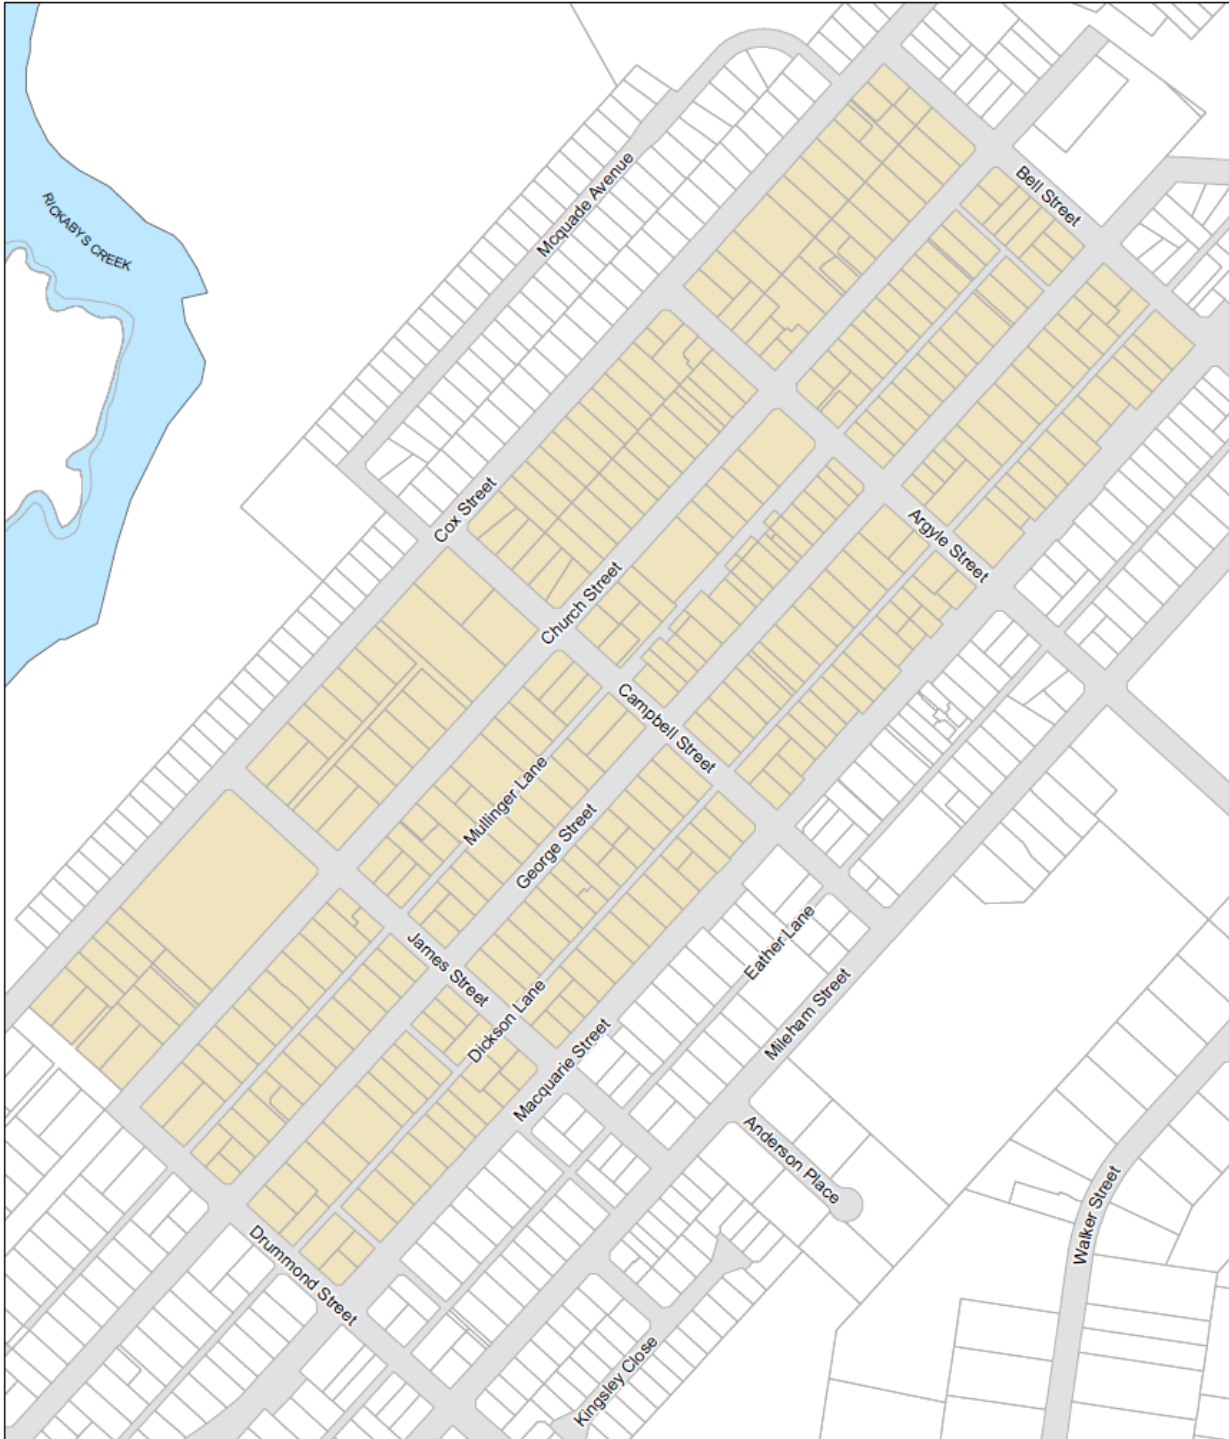 Bell Street
Mcquade Avenue
RICKABYS CREEK
Cox Street
Argyle Street
Church Street
Campbell Street
Mullinger Lane
George Street
James Street
Eather Lane
Dickson Lane
Mileham Street
Macquarie Street
Anderson Place
Walker Street
Drummond Street
Kingsley Close